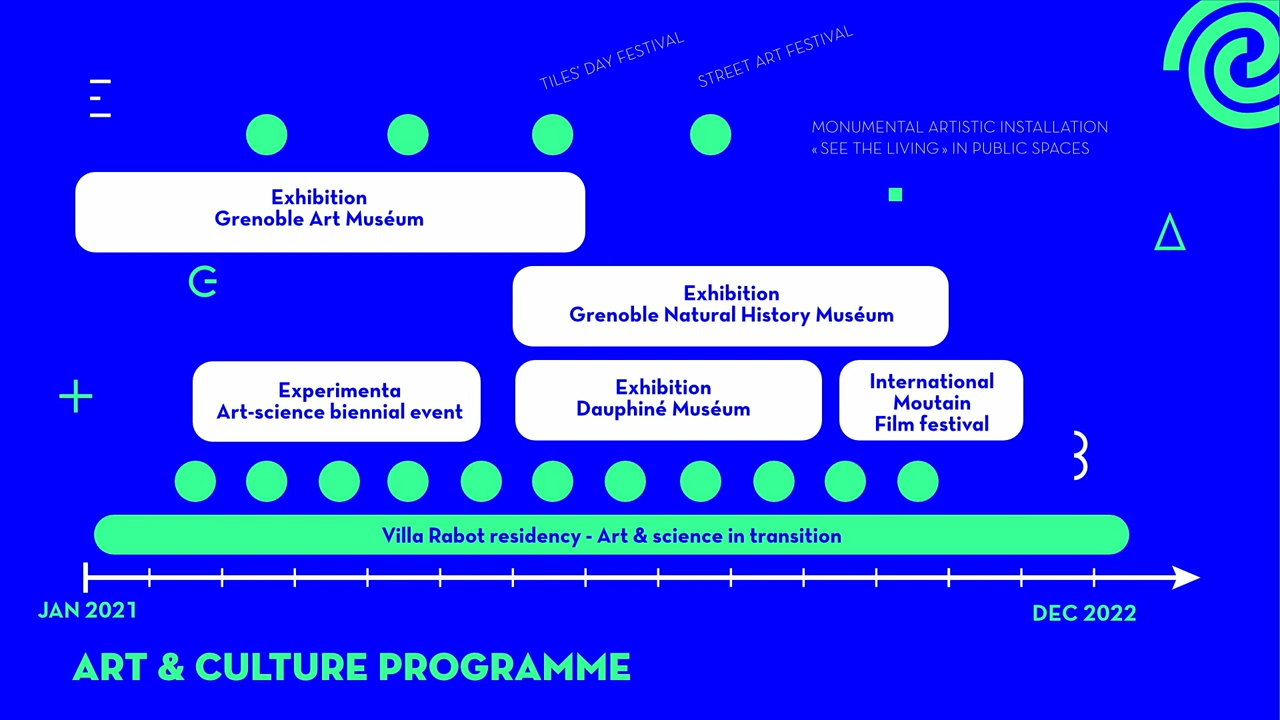 TILES' DAY FESTIVAL
STREET ART FESTIVAL
MONUMENTAL ARTISTIC INSTALLATION
« SEE THE LIVING » IN PUBLIC SPACES
Exhibition
Grenoble Art Muséum
Exhibition
Grenoble Natural History Muséum
Experimenta
Art-science biennial event
Exhibition
Dauphiné Muséum
International
Moutain
Film festival
Villa Rabot residency - Art & science in transition
JAN 2021
DEC 2022
ART & CULTURE PROGRAMME